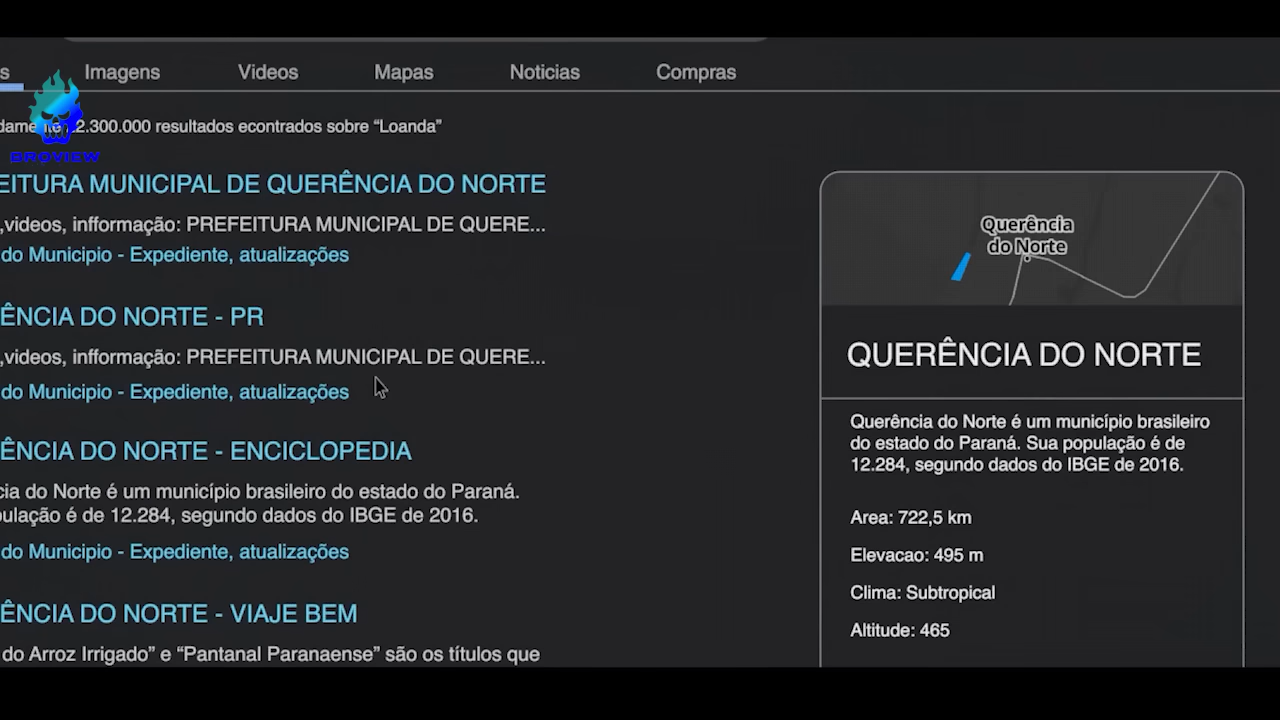 s Imagens Videos Mapas Noticias Compras
damente 2.300.000 resultados econtrados sobre “Loanda”
DROVIEW
EITURA MUNICIPAL DE QUERÊNCIA DO NORTE
,videos, infformação: PREFEITURA MUNICIPAL DE QUERE...
do Municipio - Expediente, atualizações
ÊNCIA DO NORTE - PR
,videos, infformação: PREFEITURA MUNICIPAL DE QUERE...
do Municipio - Expediente, atualizações
ÊNCIA DO NORTE - ENCICLOPEDIA
cia do Norte é um município brasileiro do estado do Paraná.
pulação é de 12.284, segundo dados do IBGE de 2016.
do Municipio - Expediente, atualizações
ÊNCIA DO NORTE - VIAJE BEM
do Arroz Irrigado” e “Pantanal Paranaense” são os títulos que
Querência
do Norte
QUERÊNCIA DO NORTE
Querência do Norte é um município brasileiro
do estado do Paraná. Sua população é de
12.284, segundo dados do IBGE de 2016.
Area: 722,5 km
Elevacao: 495 m
Clima: Subtropical
Altitude: 465